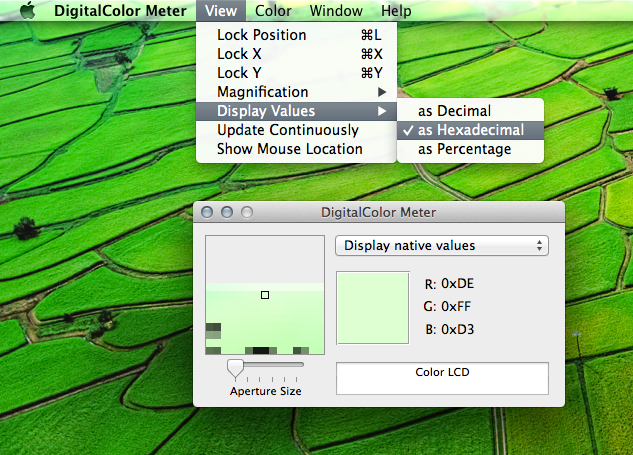 DigitalColor Meter View Color Window Help
Lock Position ⌘L
Lock X ⌘X
Lock Y ⌘Y
Magnification ▶
Display Values ▶
as Decimal
✓ as Hexadecimal
as Percentage
Update Continuously
Show Mouse Location
DigitalColor Meter
Display native values
R: 0xDE
G: 0xFF
B: 0xD3
Aperture Size
Color LCD